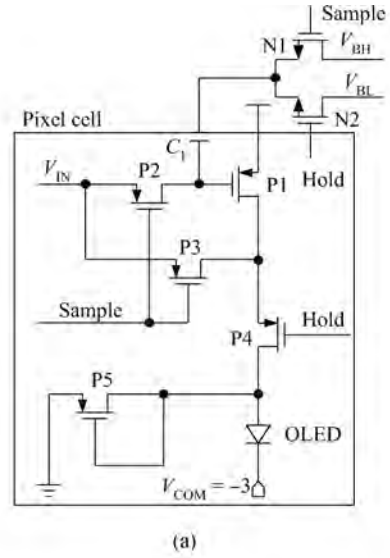 Sample
N1
V_BH
V_BL
N2
Pixel cell
C_1
Hold
P2
P1
V_IN
P3
Sample
Hold
P4
P5
OLED
V_COM = −3
(a)